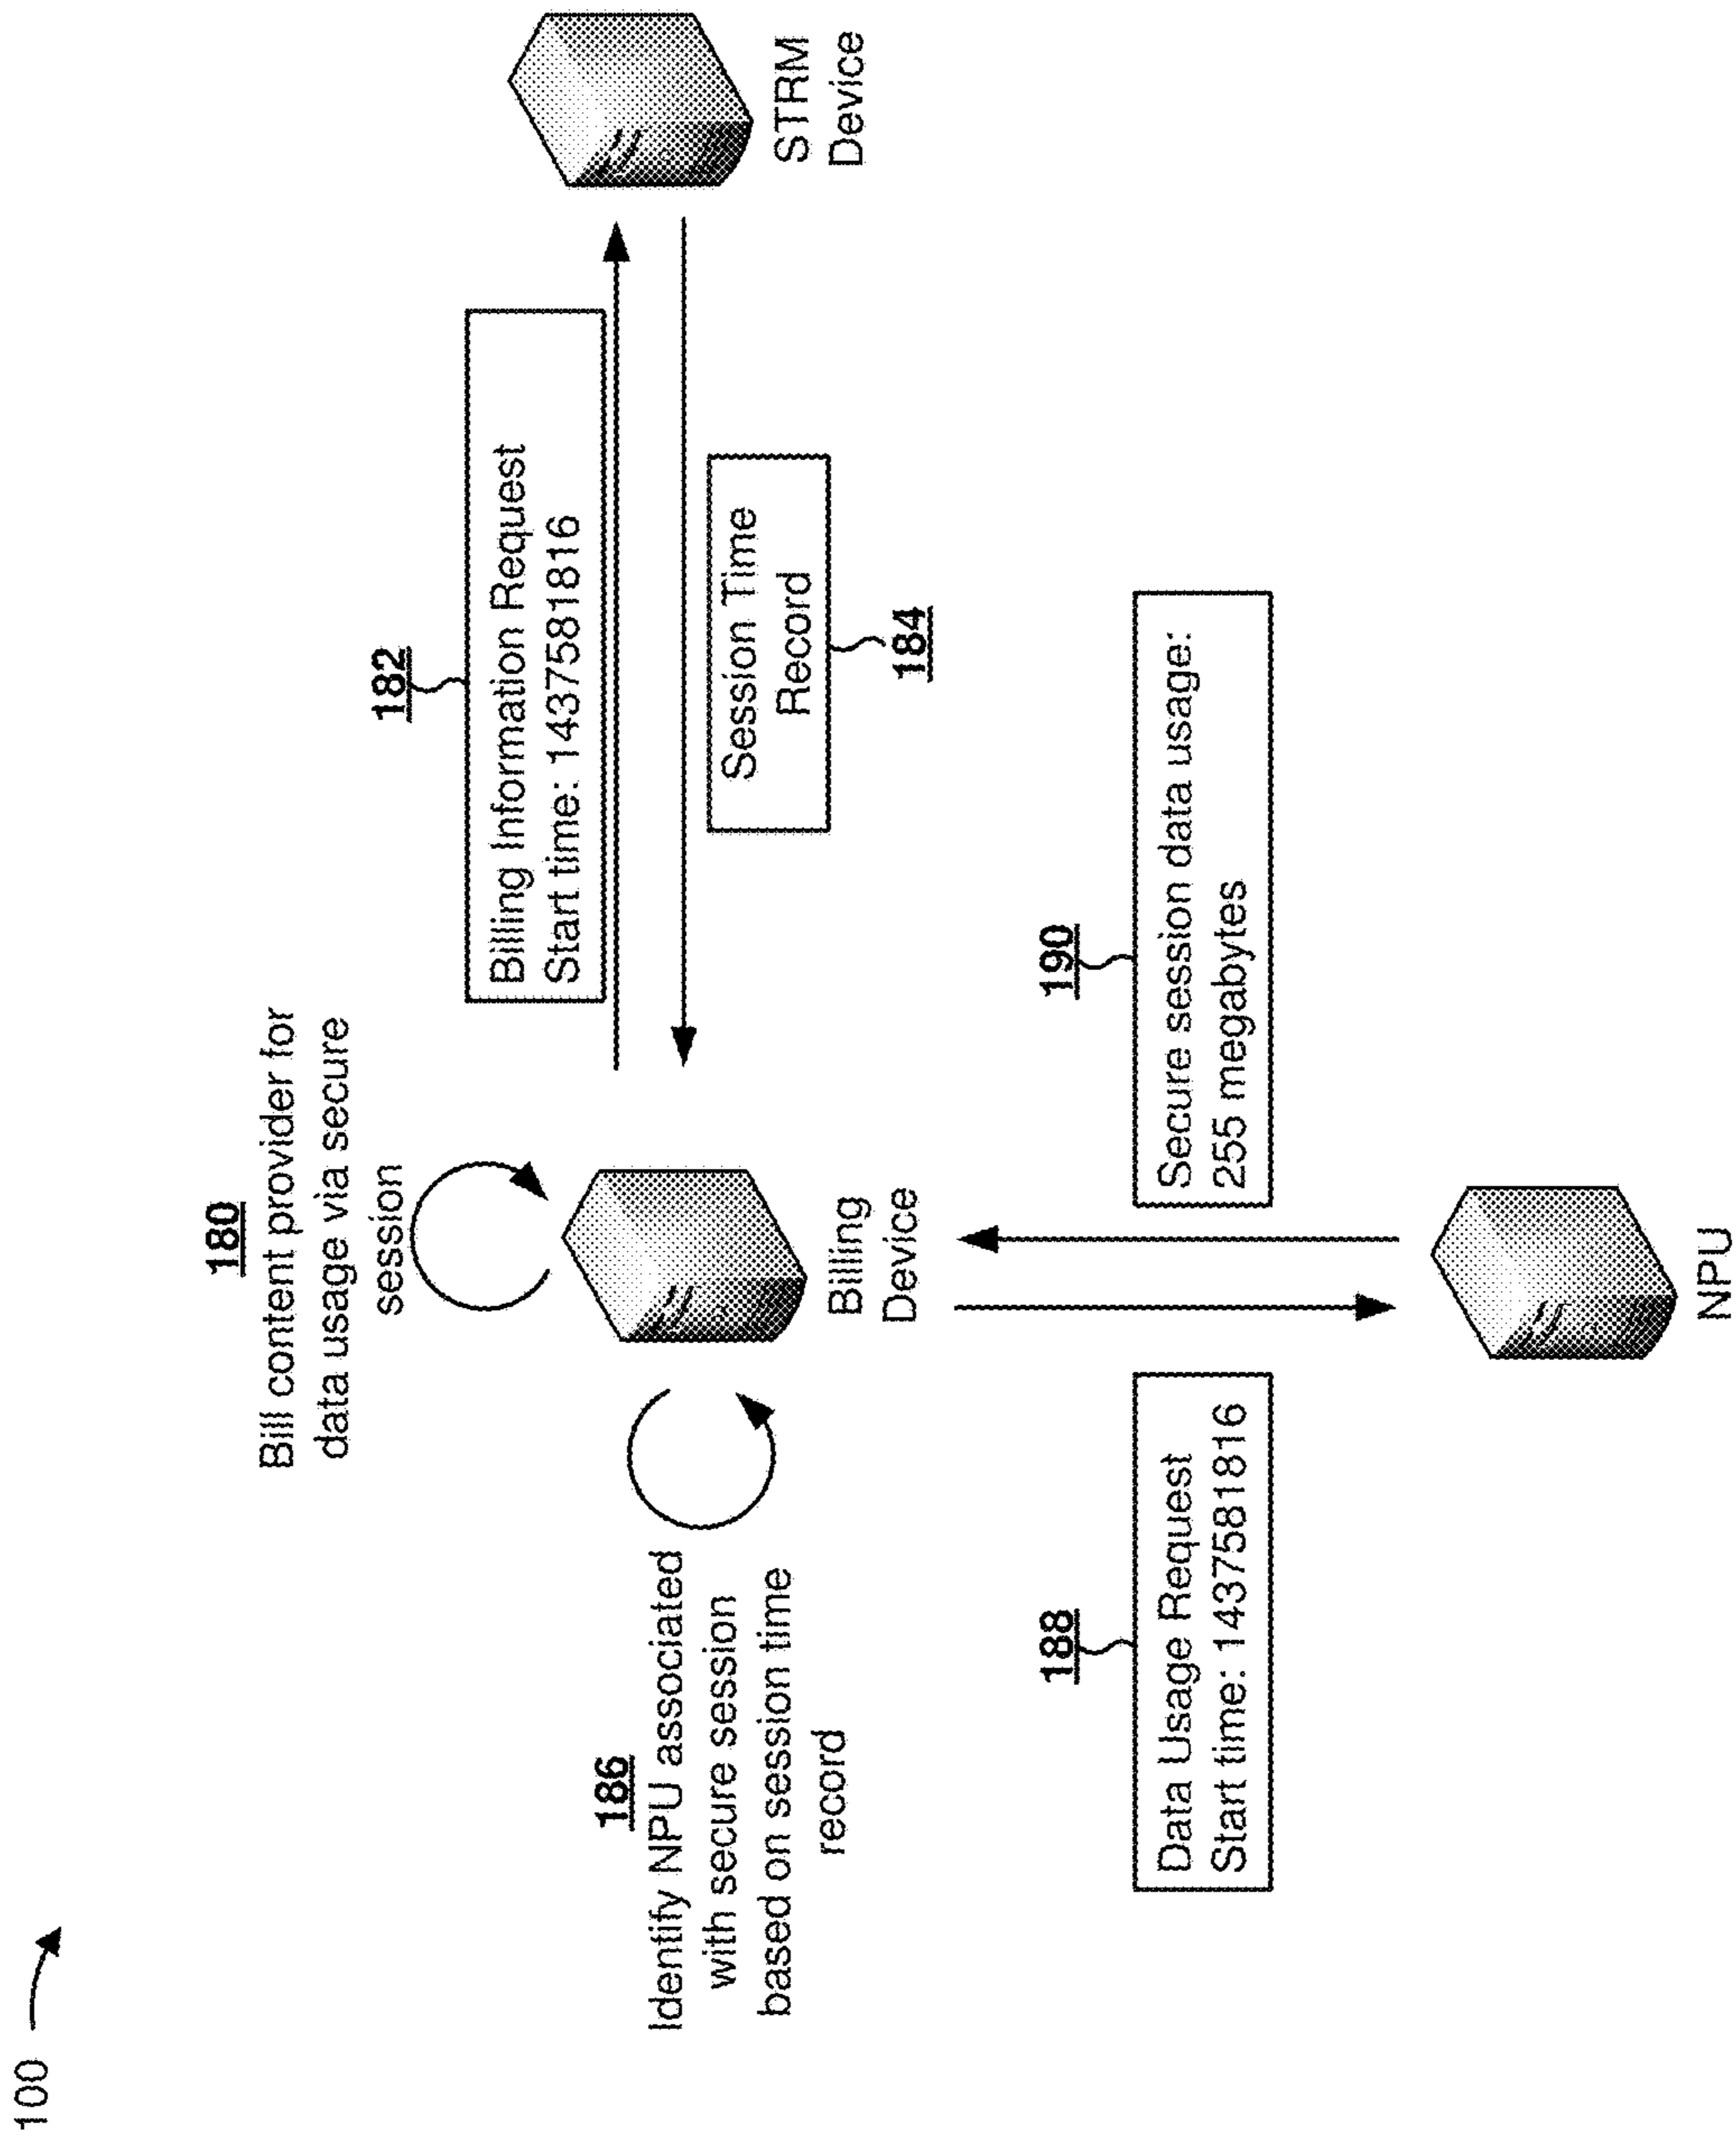 100
180
Bill content provider for
data usage via secure
session
182
Billing Information Request
Start time: 1437581816
STRM
Device
Session Time
Record
184
186
Identify NPU associated
with secure session
based on session time
record
Billing
Device
188
Data Usage Request
Start time: 1437581816
190
Secure session data usage:
255 megabytes
NPU